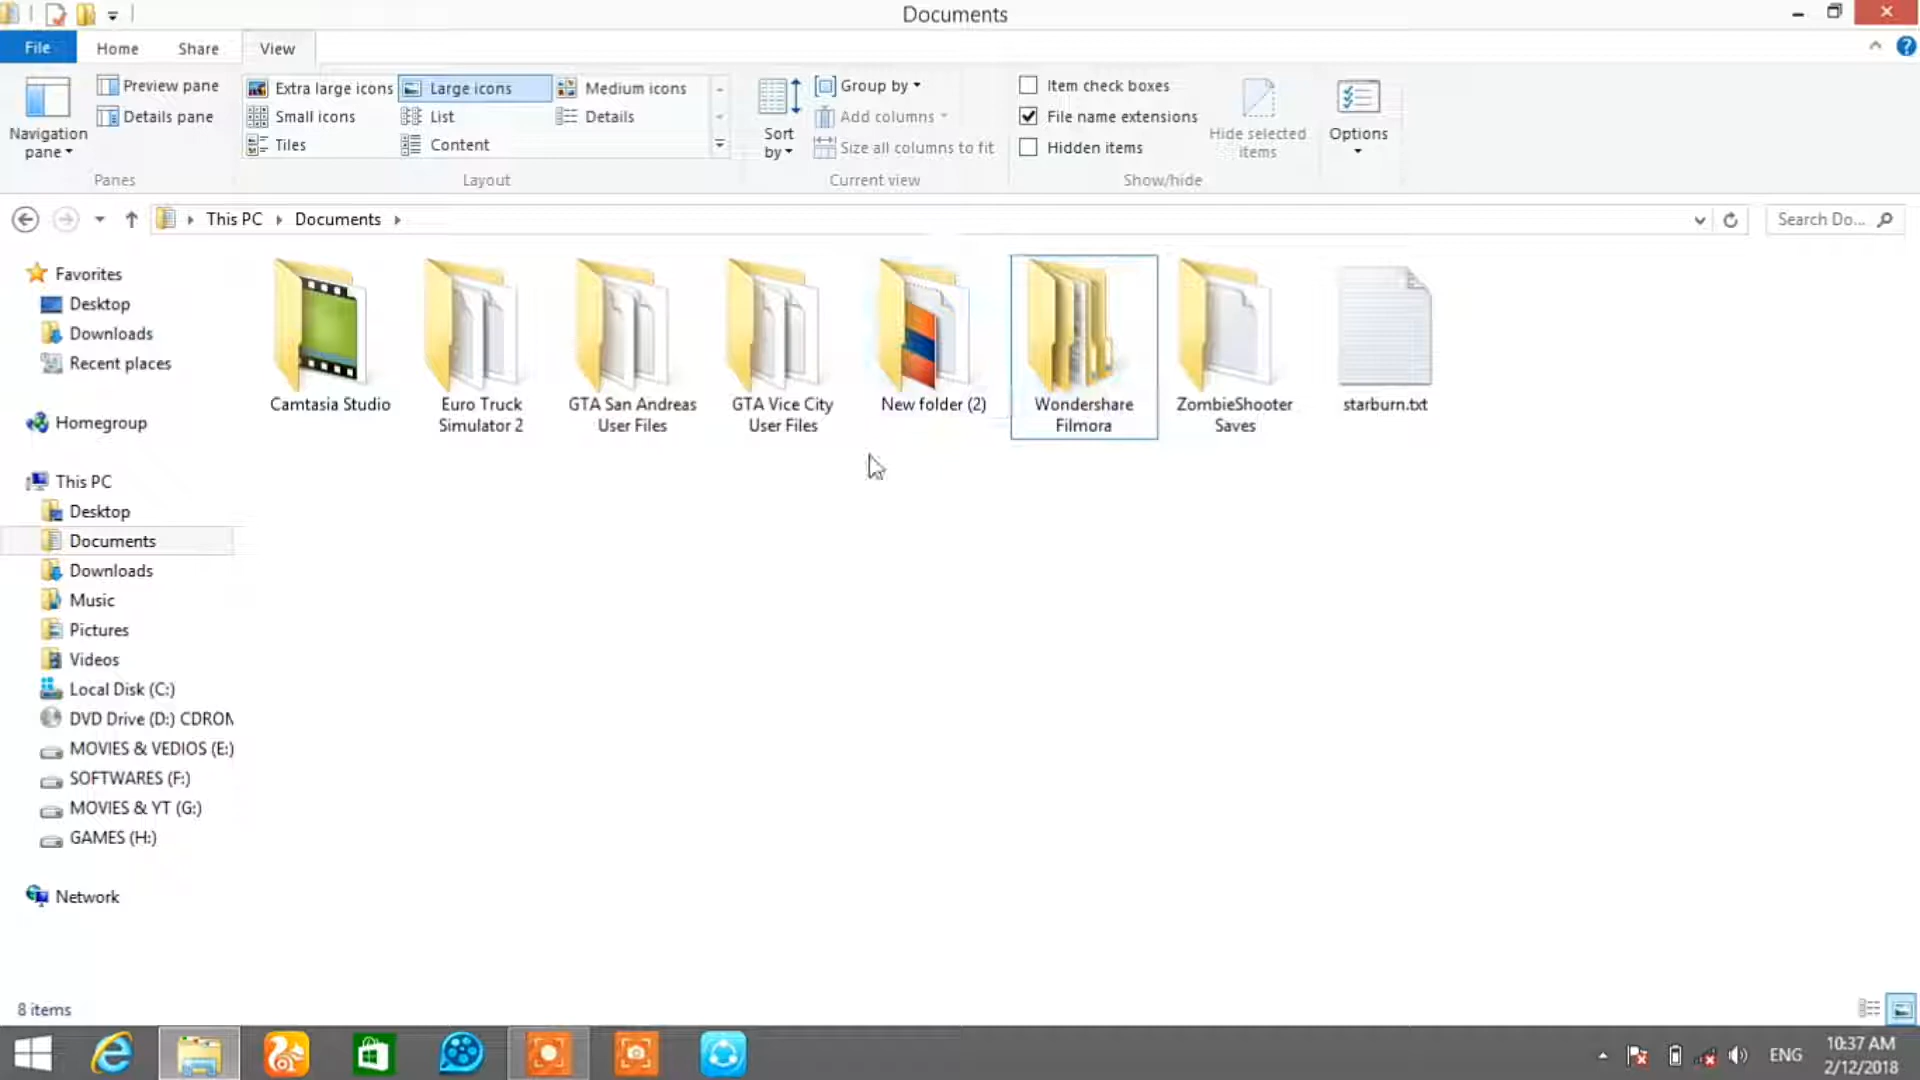 Documents
File Home Share View
Navigation pane
Preview pane
Details pane
Panes
Extra large icons Large icons Medium icons
Small icons List Details
Tiles Content
Layout
Sort by
Group by
Add columns
Size all columns to fit
Current view
Item check boxes
File name extensions
Hidden items
Hide selected items
Show/hide
Options
This PC Documents
Search Do...
Favorites
Desktop
Downloads
Recent places
Homegroup
This PC
Desktop
Documents
Downloads
Music
Pictures
Videos
Local Disk (C:)
DVD Drive (D:) CDROM
MOVIES & VEDIOS (E:)
SOFTWARES (F:)
MOVIES & YT (G:)
GAMES (H:)
Network
Camtasia Studio
Euro Truck
Simulator 2
GTA San Andreas
User Files
GTA Vice City
User Files
New folder (2)
Wondershare
Filmora
ZombieShooter
Saves
starburn.txt
8 items
ENG
10:37 AM
2/12/2018